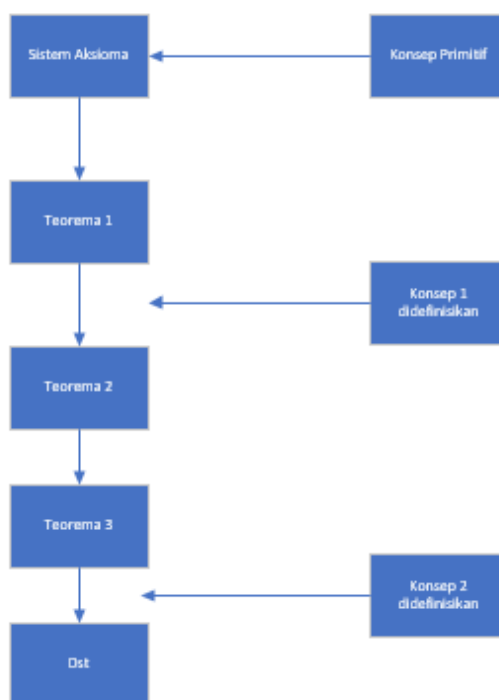 Sistem Aksioma
Konsep Primitif
Teorema 1
Konsep 1
didefinisikan
Teorema 2
Teorema 3
Konsep 2
didefinisikan
Dst